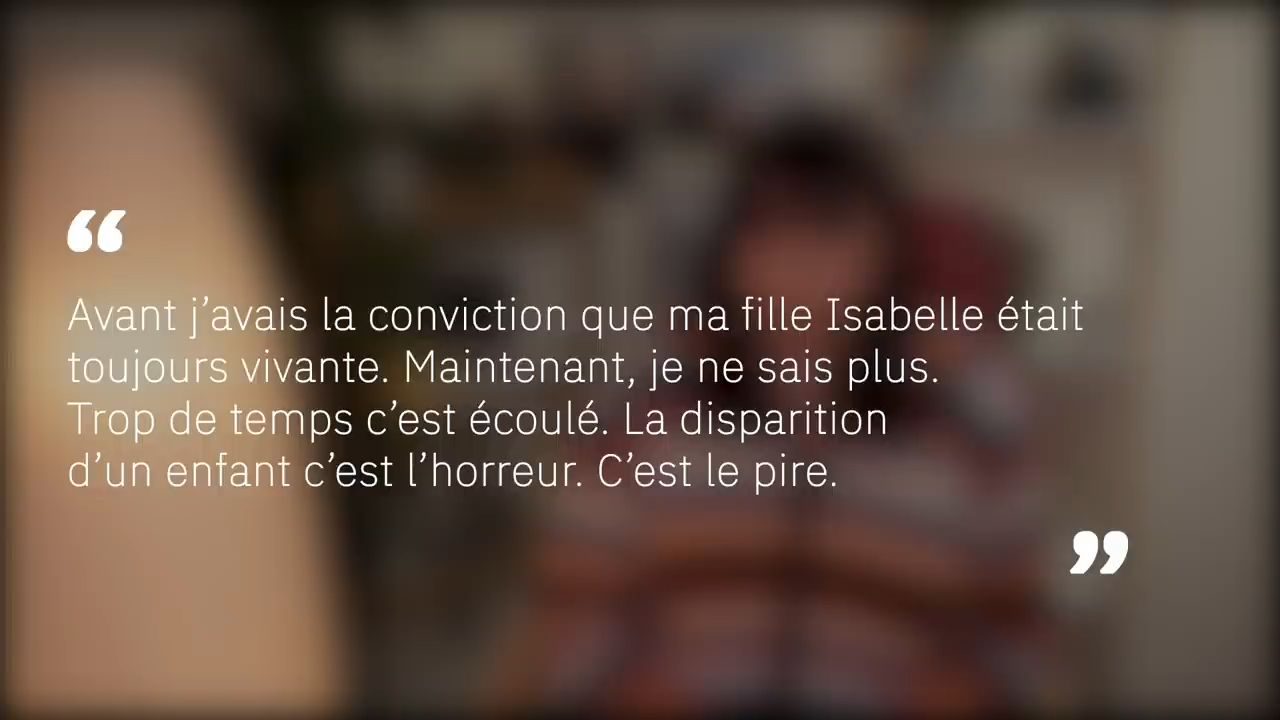 “
Avant j’avais la conviction que ma fille Isabelle était
toujours vivante. Maintenant, je ne sais plus.
Trop de temps c’est écoulé. La disparition
d’un enfant c’est l’horreur. C’est le pire.
”